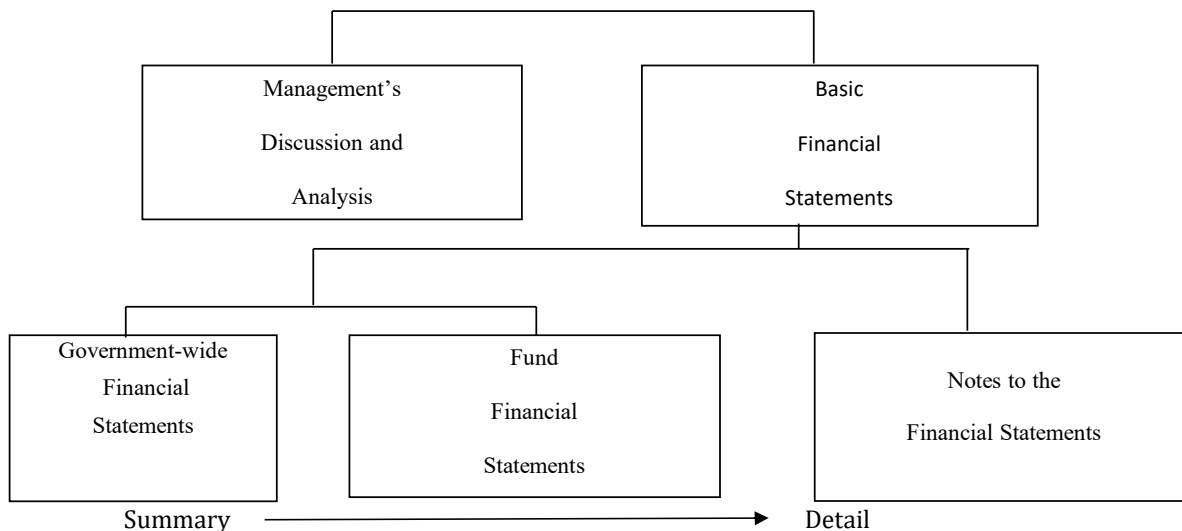 Management’s
Discussion and
Analysis
Basic
Financial
Statements
Government-wide
Financial
Statements
Fund
Financial
Statements
Notes to the
Financial Statements
Summary
Detail